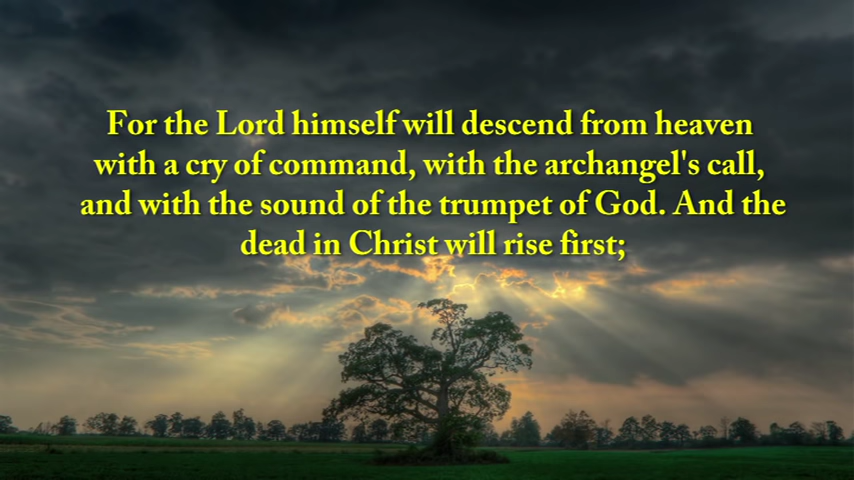 For the Lord himself will descend from heaven
with a cry of command, with the archangel's call,
and with the sound of the trumpet of God. And the
dead in Christ will rise first;